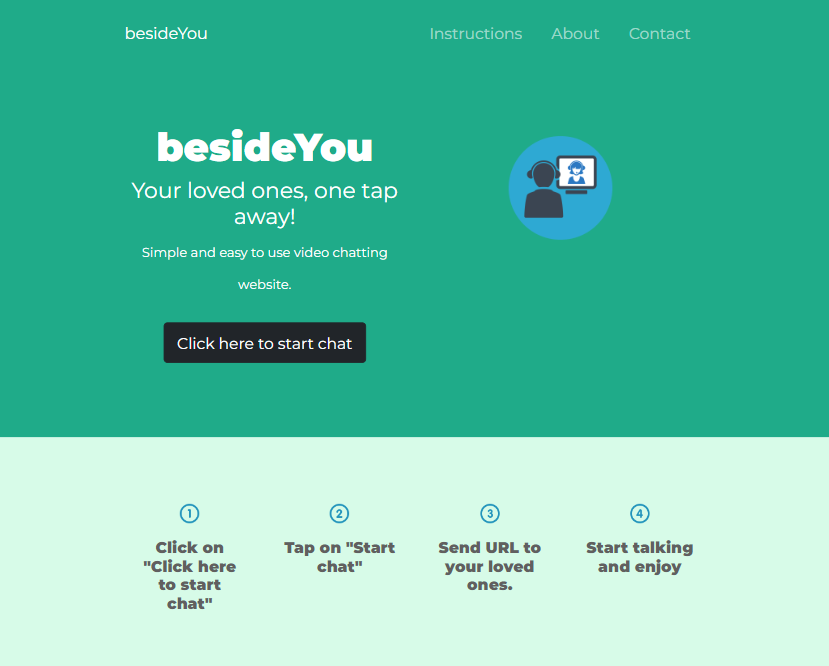 besideYou
Instructions
About
Contact
besideYou
Your loved ones, one tap
away!
Simple and easy to use video chatting
website.
Click here to start chat
1
Click on
"Click here
to start
chat"
2
Tap on "Start
chat"
3
Send URL to
your loved
ones.
4
Start talking
and enjoy